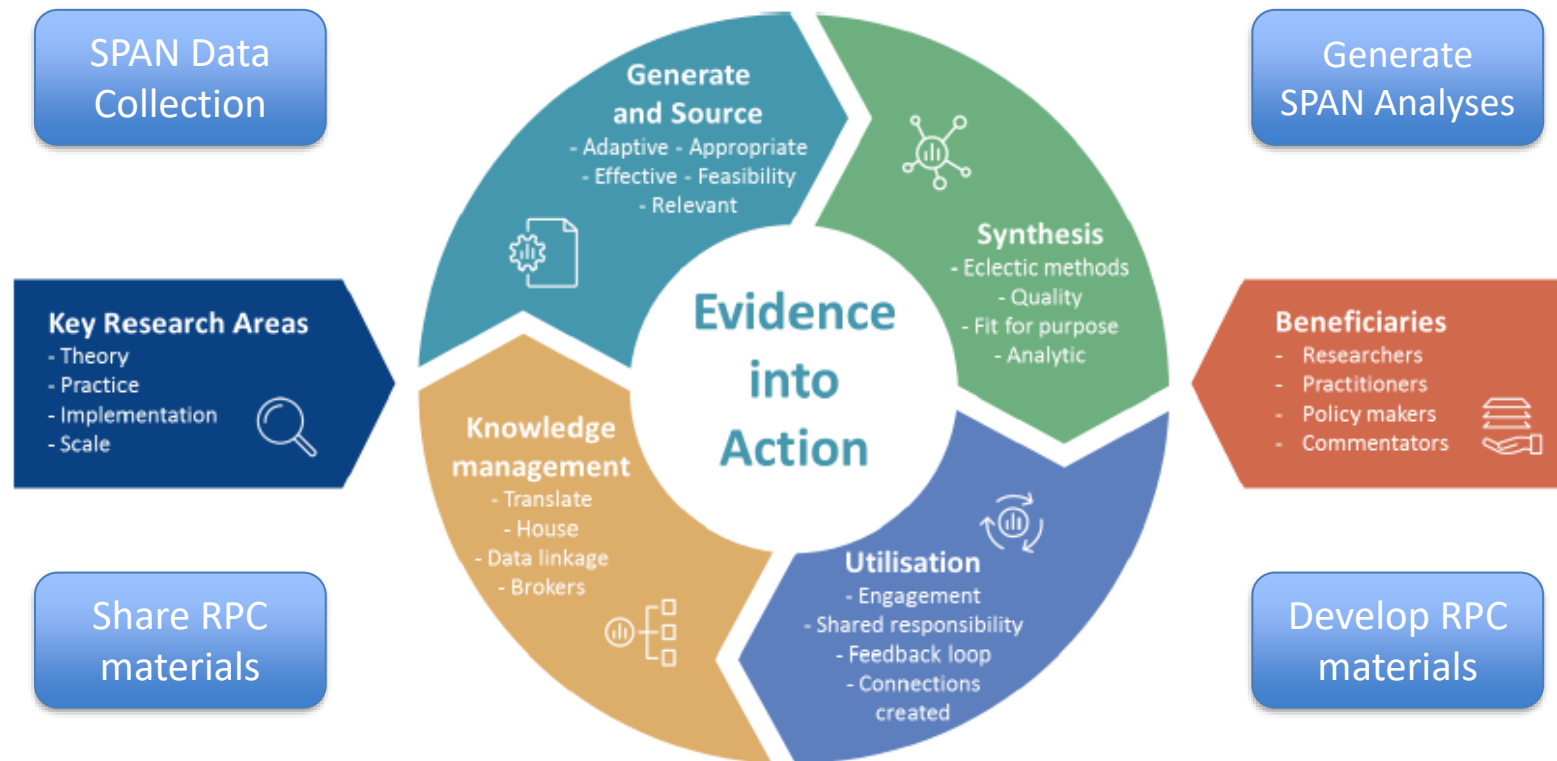 SPAN Data
Collection
Generate
and Source
- Adaptive - Appropriate
- Effective - Feasibility
- Relevant
Generate
SPAN Analyses
Synthesis
- Eclectic methods
- Quality
- Fit for purpose
- Analytic
Key Research Areas
- Theory
- Practice
- Implementation
- Scale
Evidence
into
Action
Beneficiaries
- Researchers
- Practitioners
- Policy makers
- Commentators
Knowledge
management
- Translate
- House
- Data linkage
- Brokers
Utilisation
- Engagement
- Shared responsibility
- Feedback loop
- Connections
created
Share RPC
materials
Develop RPC
materials